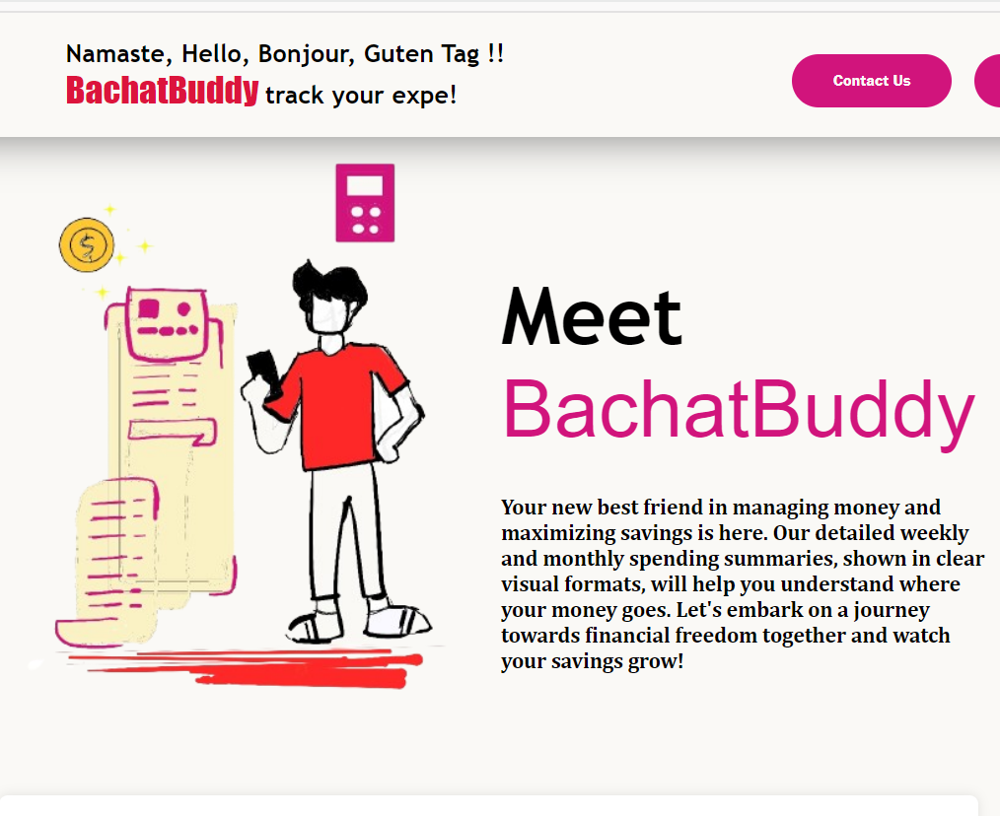 Namaste, Hello, Bonjour, Guten Tag !!
BachatBuddy track your expe!
Contact Us
Meet
BachatBuddy
Your new best friend in managing money and
maximizing savings is here. Our detailed weekly
and monthly spending summaries, shown in clear
visual formats, will help you understand where
your money goes. Let's embark on a journey
towards financial freedom together and watch
your savings grow!